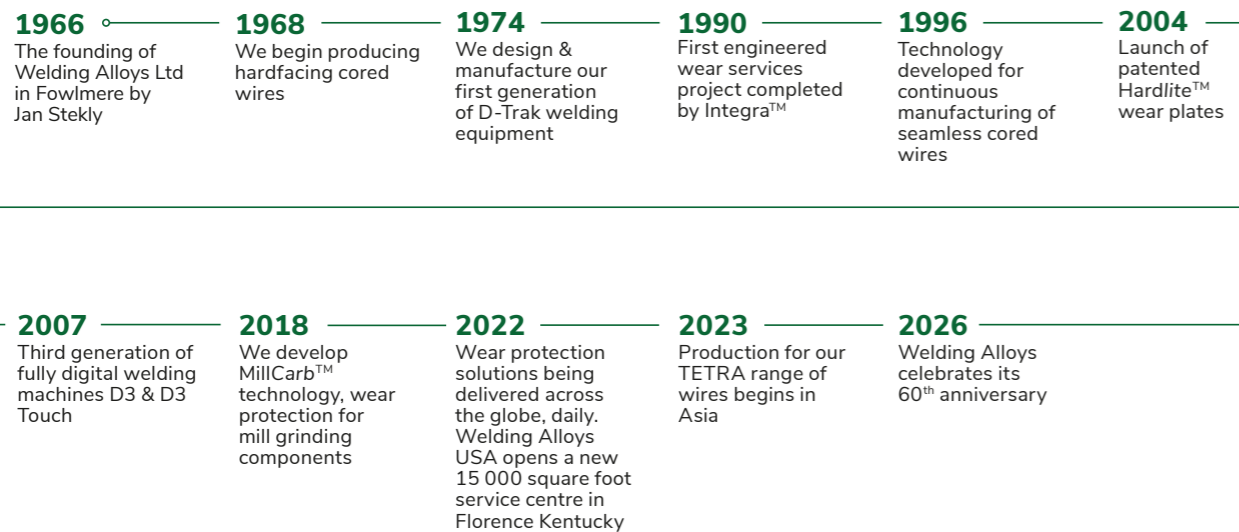 1966
The founding of
Welding Alloys Ltd
in Fowlmere by
Jan Stekly
1968
We begin producing
hardfacing cored
wires
1974
We design &
manufacture our
first generation
of D-Trak welding
equipment
1990
First engineered
wear services
project completed
by Integra™
1996
Technology
developed for
continuous
manufacturing of
seamless cored
wires
2004
Launch of
patented
Hardlite™
wear plates
2007
Third generation of
fully digital welding
machines D3 & D3
Touch
2018
We develop
MillCarb™
technology, wear
protection for
mill grinding
components
2022
Wear protection
solutions being
delivered across
the globe, daily.
Welding Alloys
USA opens a new
15 000 square foot
service centre in
Florence Kentucky
2023
Production for our
TETRA range of
wires begins in
Asia
2026
Welding Alloys
celebrates its
60th anniversary